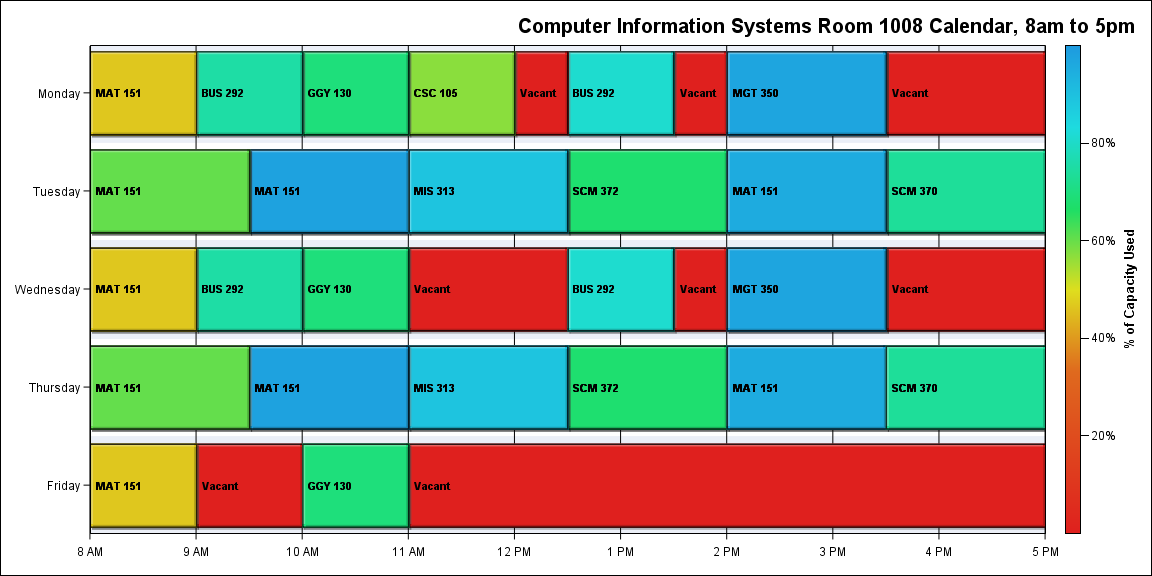 Computer Information Systems Room 1008 Calendar, 8am to 5pm
Monday
MAT 151
BUS 292
GGY 130
CSC 105
Vacant
BUS 292
Vacant
MGT 350
Vacant
Tuesday
MAT 151
MAT 151
MIS 313
SCM 372
MAT 151
SCM 370
Wednesday
MAT 151
BUS 292
GGY 130
Vacant
BUS 292
Vacant
MGT 350
Vacant
Thursday
MAT 151
MAT 151
MIS 313
SCM 372
MAT 151
SCM 370
Friday
MAT 151
Vacant
GGY 130
Vacant
8 AM
9 AM
10 AM
11 AM
12 PM
1 PM
2 PM
3 PM
4 PM
5 PM
80%
60%
40%
20%
% of Capacity Used